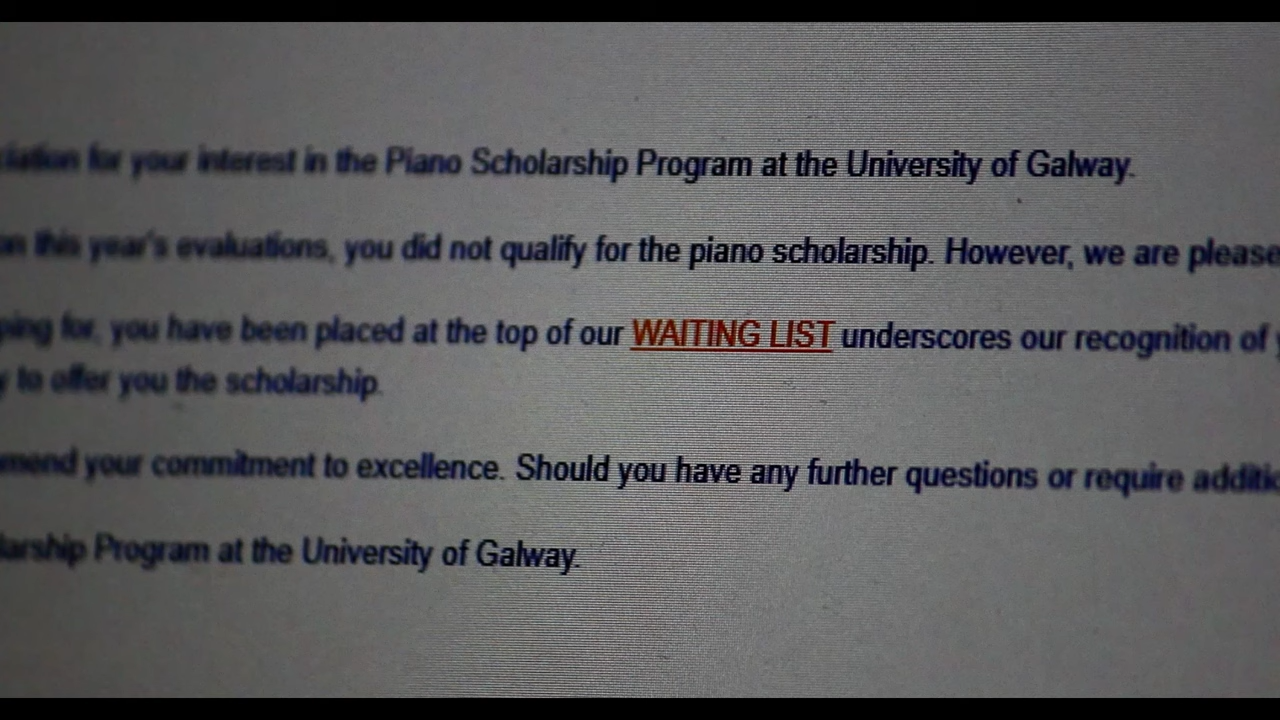 for your interest in the Piano Scholarship Program at the University of Galway.
this year's evaluations, you did not qualify for the piano scholarship. However, we are please
for, you have been placed at the top of our WAITING LIST underscores our recognition of
to offer you the scholarship.
your commitment to excellence. Should you have any further questions or require additic
larship Program at the University of Galway.